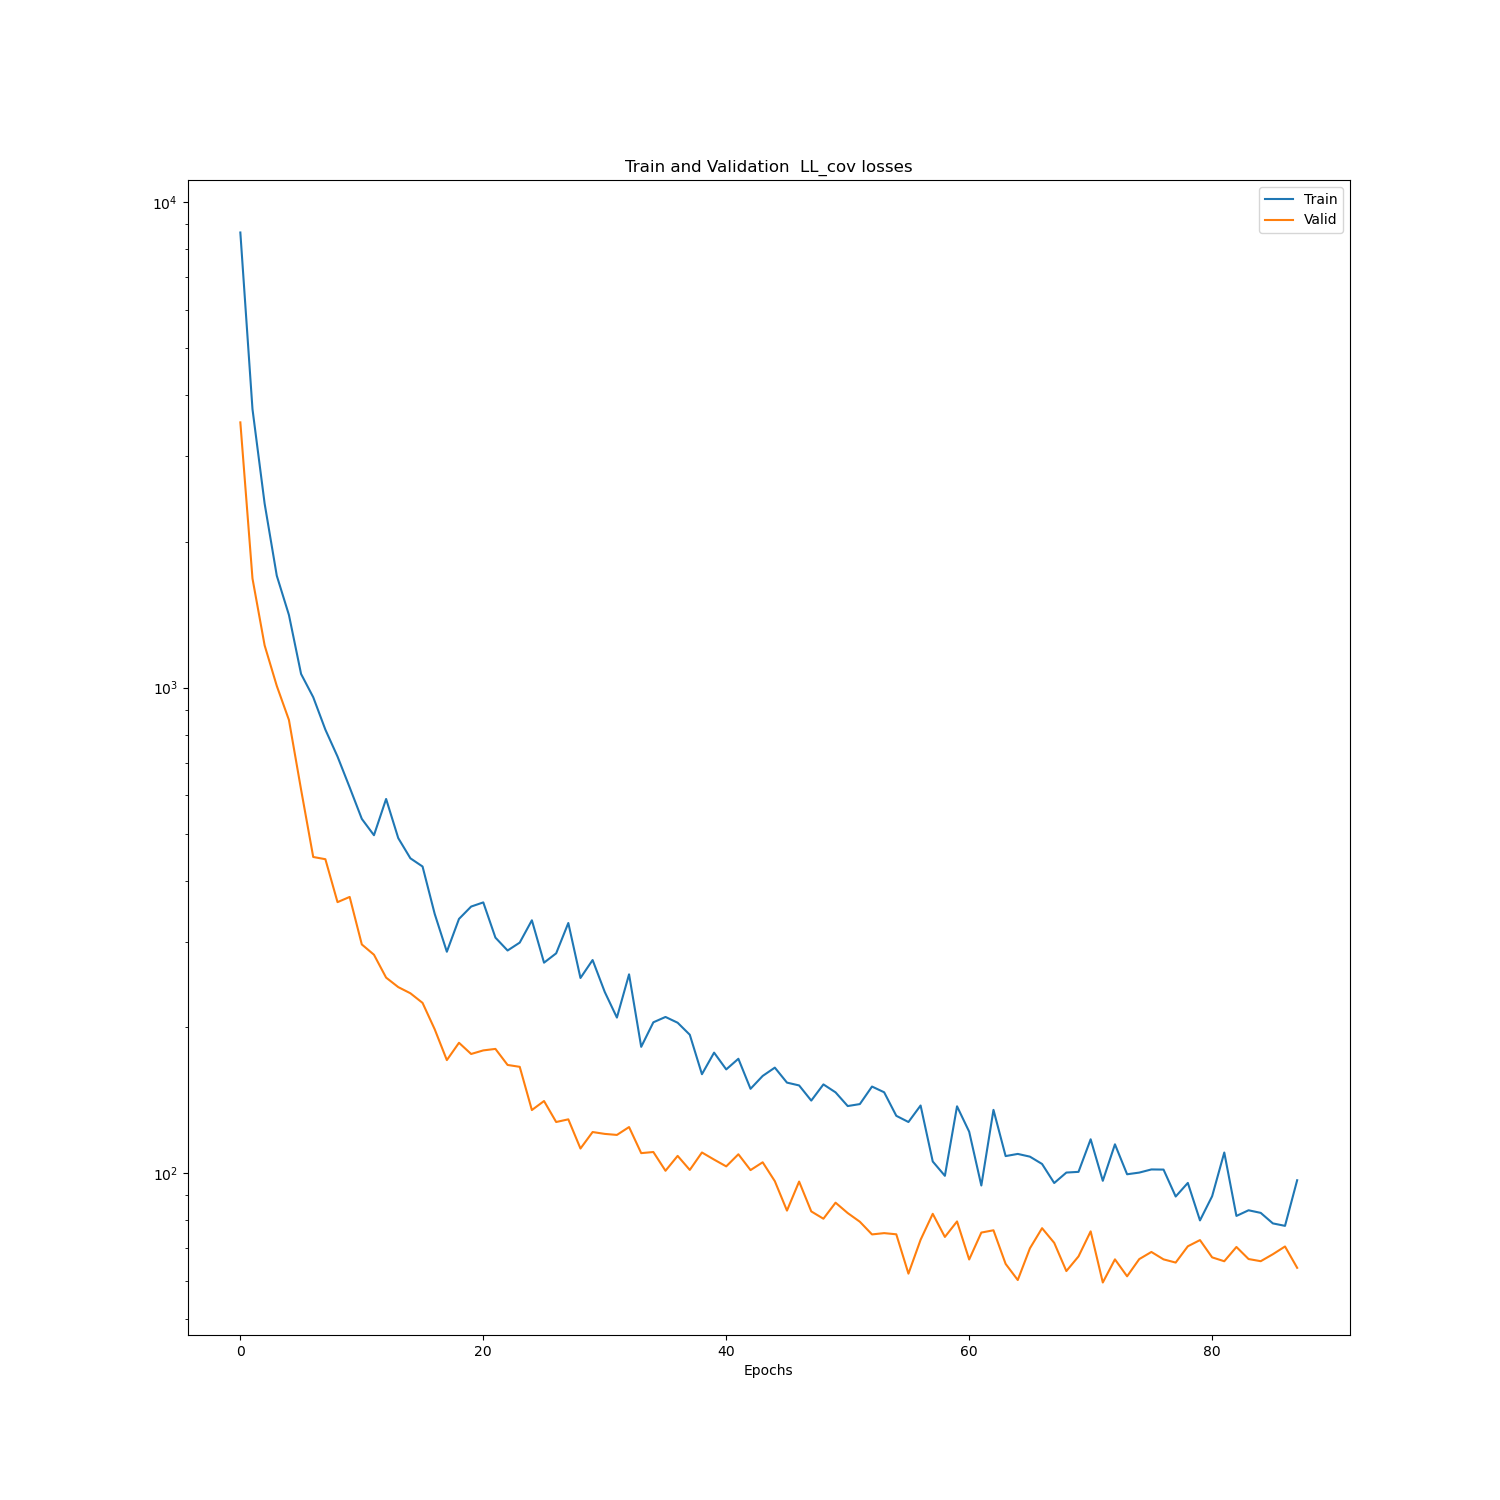 Train and Validation  LL_cov losses
Train
Valid
10⁴
10³
10²
0 20 40 60 80
Epochs